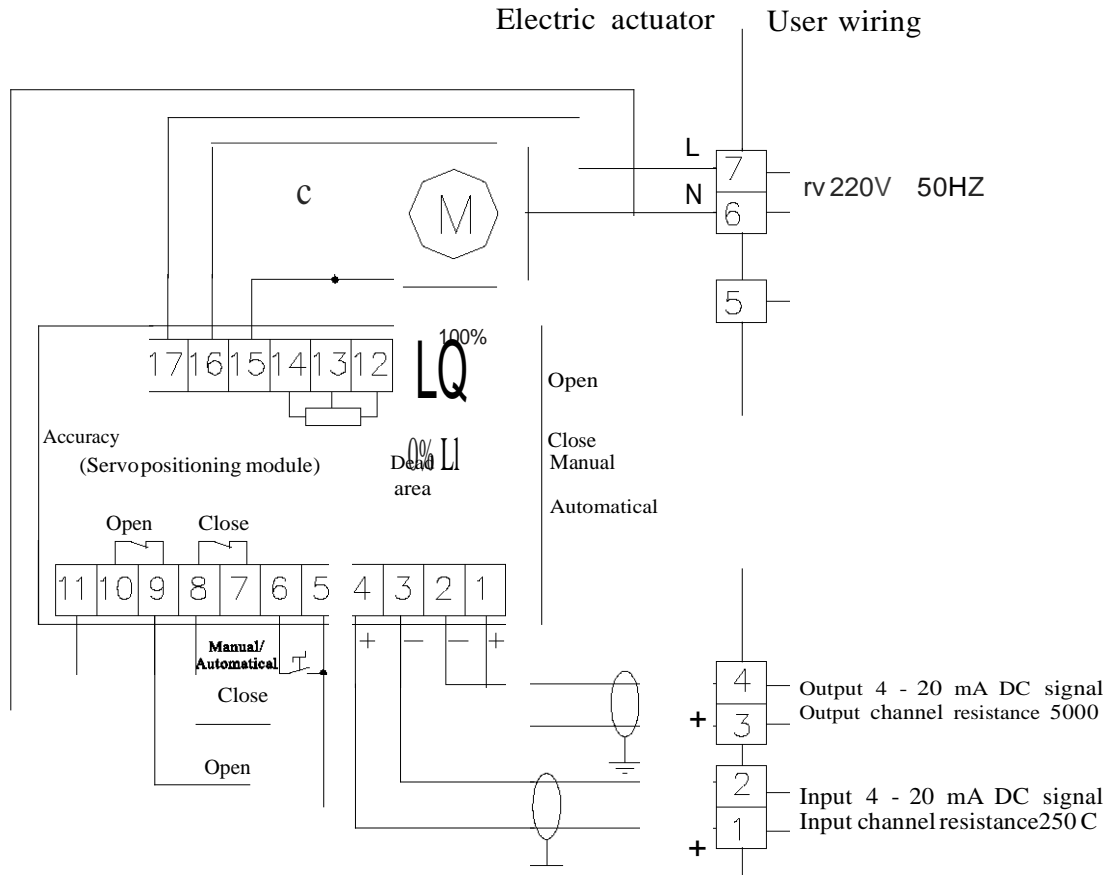 Electric actuator User wiring
L
7
rv 220V 50HZ
N
6
c
M
5
17 16 15 14 13 12
100%
LQ
Open
Accuracy
Close
(Servo positioning module)
0% L1
Dead
area
Manual
Automatical
Open Close
11 10 9 8 7 6 5 4 3 2 1
+ − − +
Manual/
Automatical
Close
Open
4
Output 4 - 20 mA DC signal
+ 3
Output channel resistance 5000
2
Input 4 - 20 mA DC signal
+ 1
Input channel resistance250 C